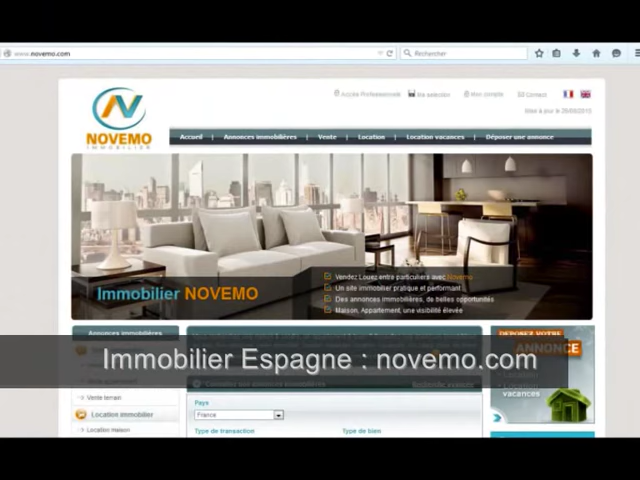 www.novemo.com
Rechercher
Accès Professionnels
Ma sélection
Mon compte
Contact
NOVEMO
IMMOBILIER
Accueil | Annonces immobilières | Vente | Location | Location vacances | Déposer une annonce
Immobilier NOVEMO
Vendez Louez entre particuliers avec Novemo
Un site immobilier pratique et performant
Des annonces immobilières, de belles opportunités
Maison, Appartement, une visibilité élevée
Annonces immobilières
DEPOSEZ VOTRE
ANNONCE
Immobilier Espagne : novemo.com
Location
vacances
Vente terrain
Location immobilier
Location maison
Pays
France
Type de transaction
Type de bien